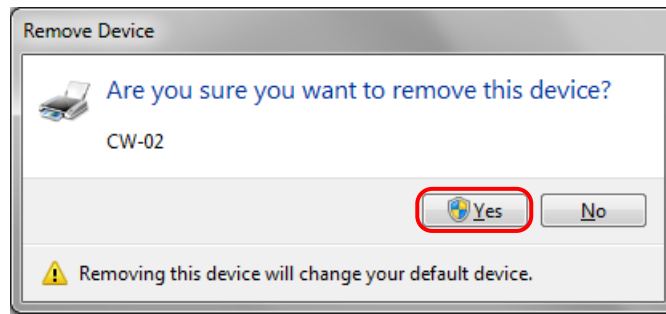 Remove Device
Are you sure you want to remove this device?
CW-02
Yes
No
Removing this device will change your default device.